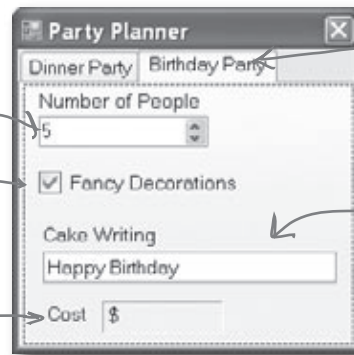 Party Planner
Dinner Party Birthday Party
Number of People
5
Fancy Decorations
Cake Writing
Happy Birthday
Cost $